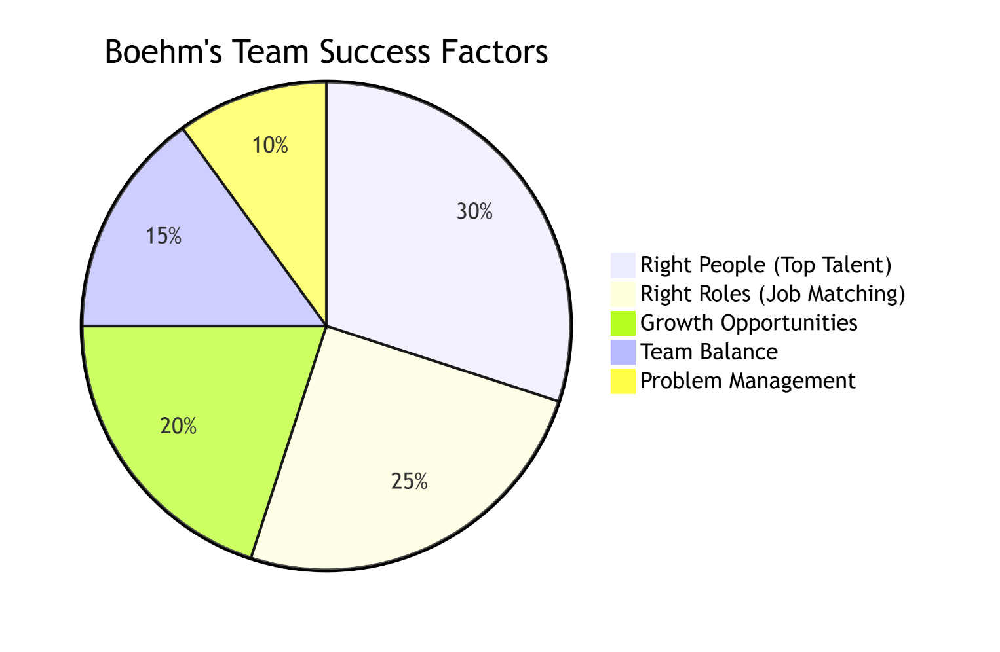 Boehm's Team Success Factors
10%
30%
15%
20%
25%
Right People (Top Talent)
Right Roles (Job Matching)
Growth Opportunities
Team Balance
Problem Management